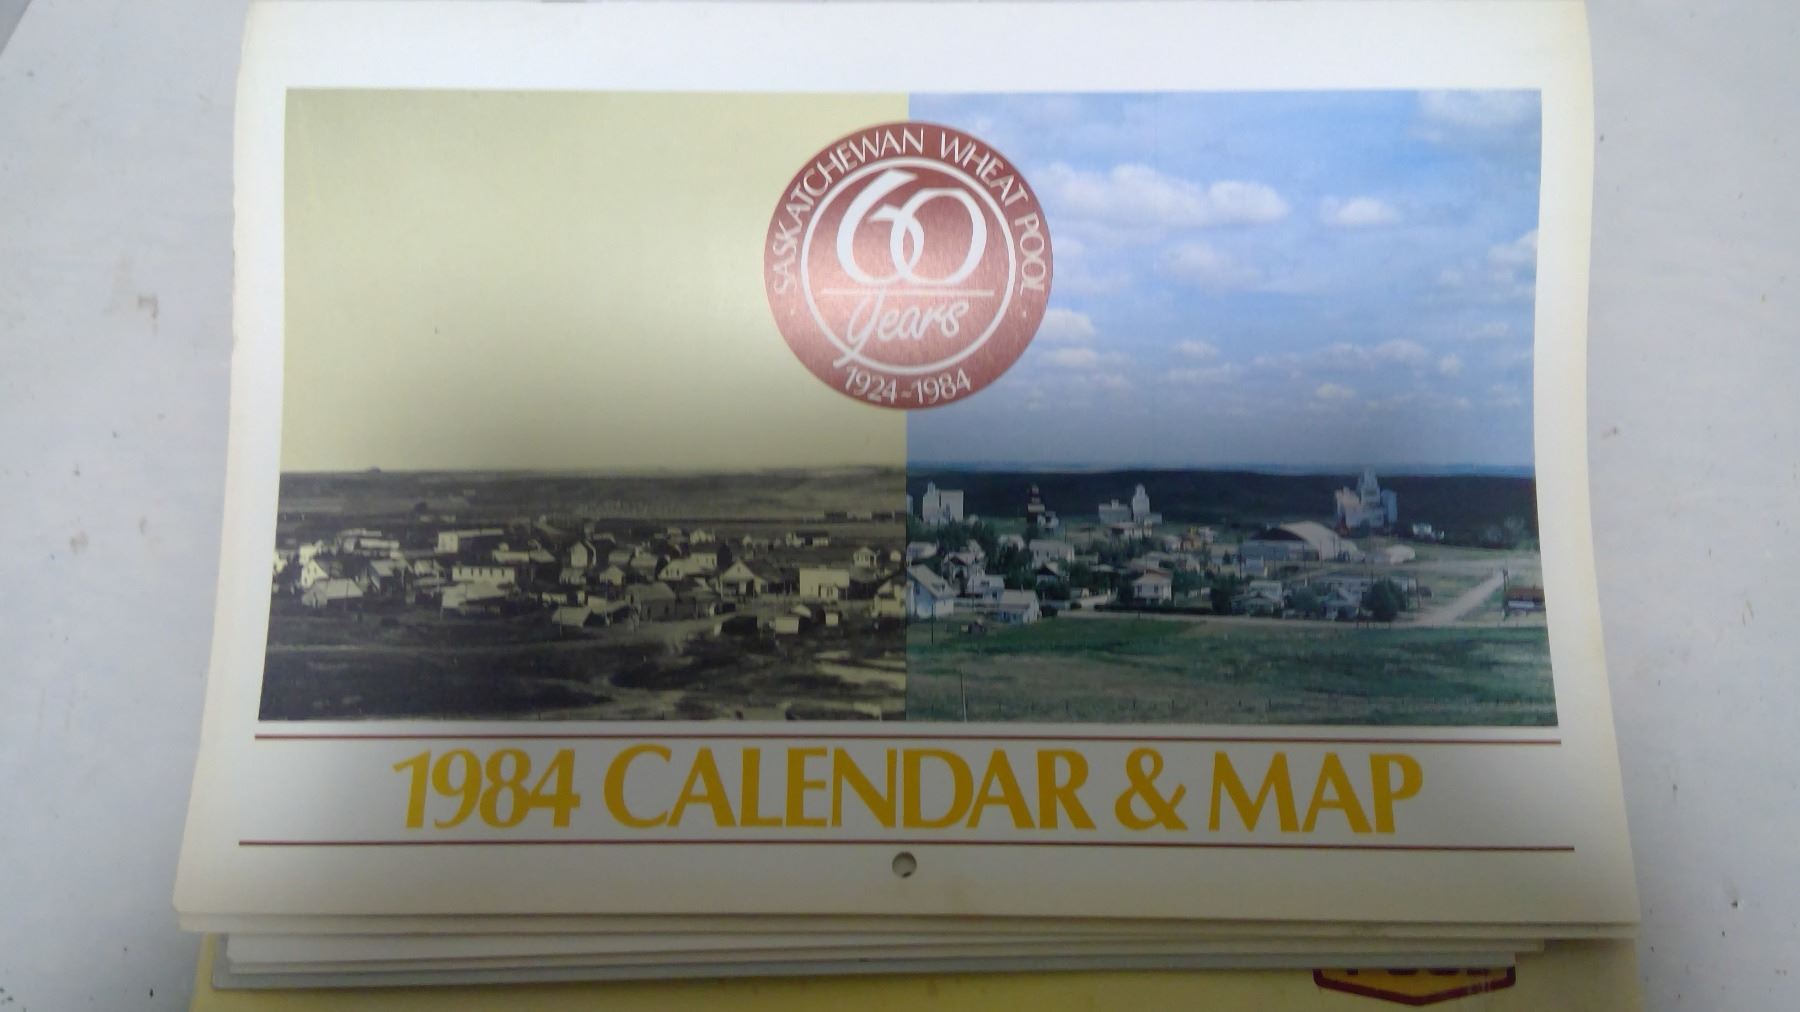 SASKATCHEWAN WHEAT POOL
60
Years
1924-1984
1984 CALENDAR & MAP